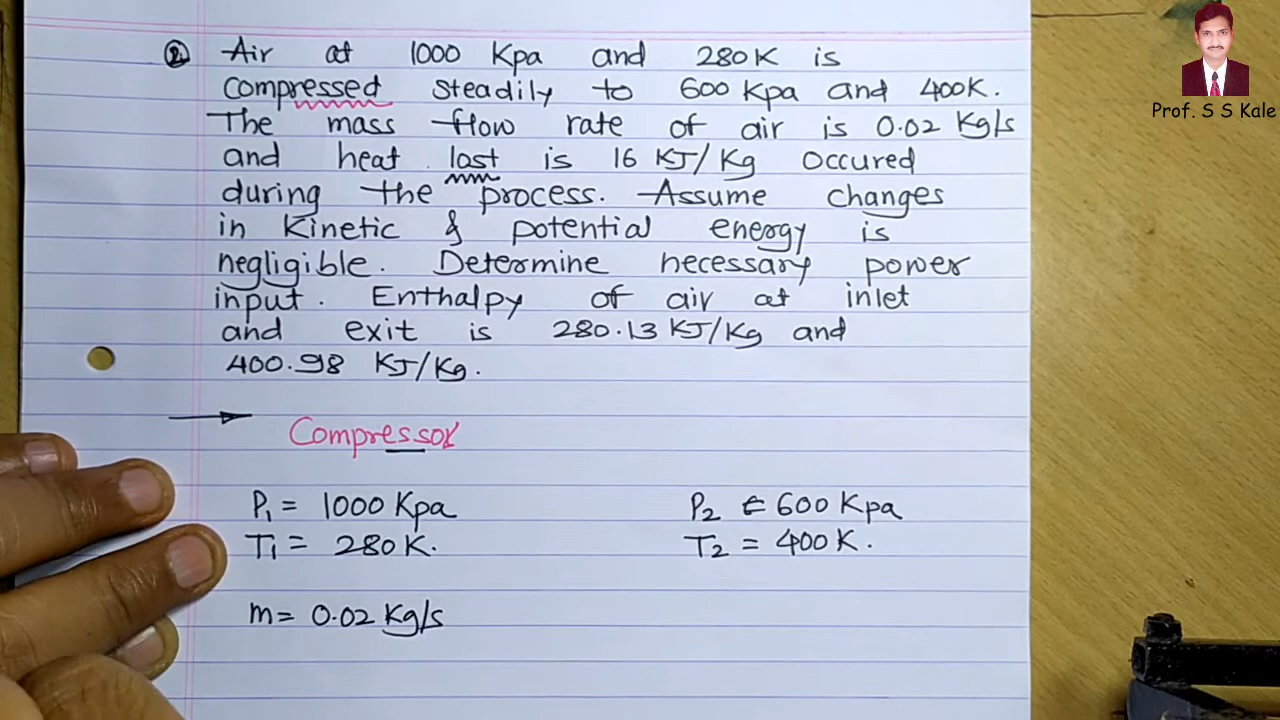 ② Air at 1000 Kpa and 280K is
compressed steadily to 600 Kpa and 400K.
The mass flow rate of air is 0.02 Kg/s
and heat lost is 16 KJ/Kg occured
during the process. Assume changes
in Kinetic & potential energy is
negligible. Determine necessary power
input. Enthalpy of air at inlet
and exit is 280.13 KJ/Kg and
400.98 KJ/Kg.
Compressor
P1 = 1000 Kpa P2 = 600 Kpa
T1 = 280 K. T2 = 400 K.
m = 0.02 Kg/s
Prof. S S Kale